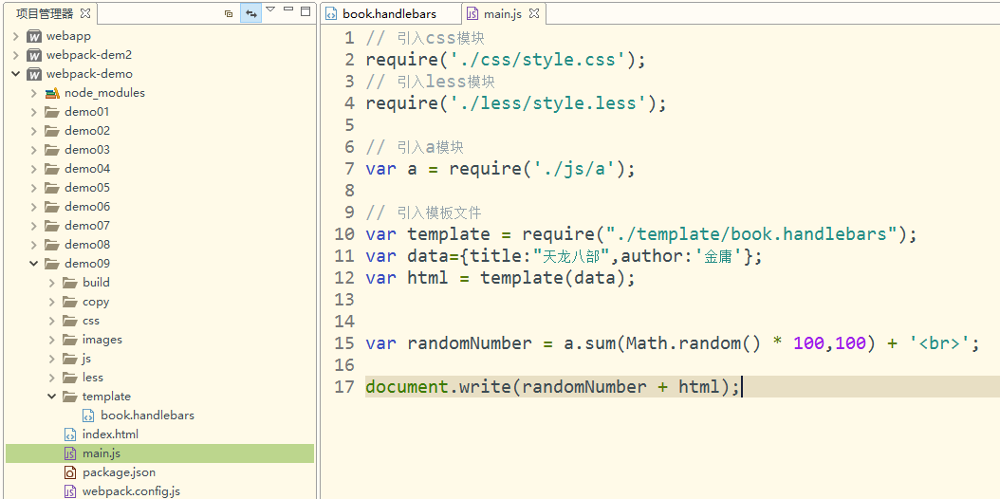 项目管理器
webapp
webpack-dem2
webpack-demo
node_modules
demo01
demo02
demo03
demo04
demo05
demo06
demo07
demo08
demo09
build
copy
css
images
js
less
template
book.handlebars
index.html
main.js
package.json
webpack.config.js
book.handlebars
main.js
1 // 引入css模块
2 require('./css/style.css');
3 // 引入less模块
4 require('./less/style.less');
5
6 // 引入a模块
7 var a = require('./js/a');
8
9 // 引入模板文件
10 var template = require("./template/book.handlebars");
11 var data={title:"天龙八部",author:'金庸'};
12 var html = template(data);
13
14
15 var randomNumber = a.sum(Math.random() * 100,100) + '<br>';
16
17 document.write(randomNumber + html);